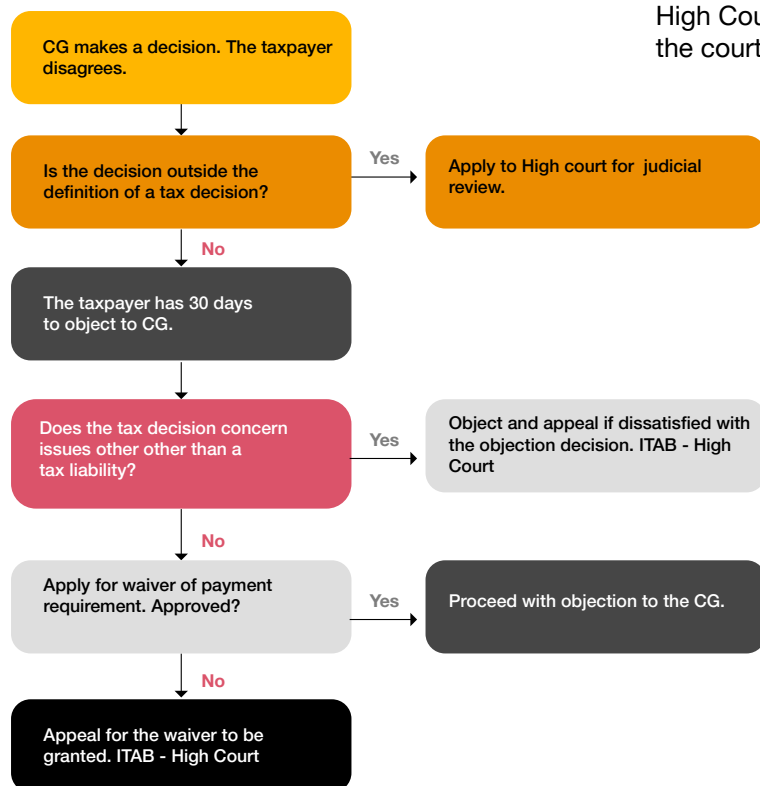 High Cou
the court
CG makes a decision. The taxpayer
disagrees.
Is the decision outside the
definition of a tax decision?
Yes
Apply to High court for judicial
review.
No
The taxpayer has 30 days
to object to CG.
Does the tax decision concern
issues other other than a
tax liability?
Yes
Object and appeal if dissatisfied with
the objection decision. ITAB - High
Court
No
Apply for waiver of payment
requirement. Approved?
Yes
Proceed with objection to the CG.
No
Appeal for the waiver to be
granted. ITAB - High Court